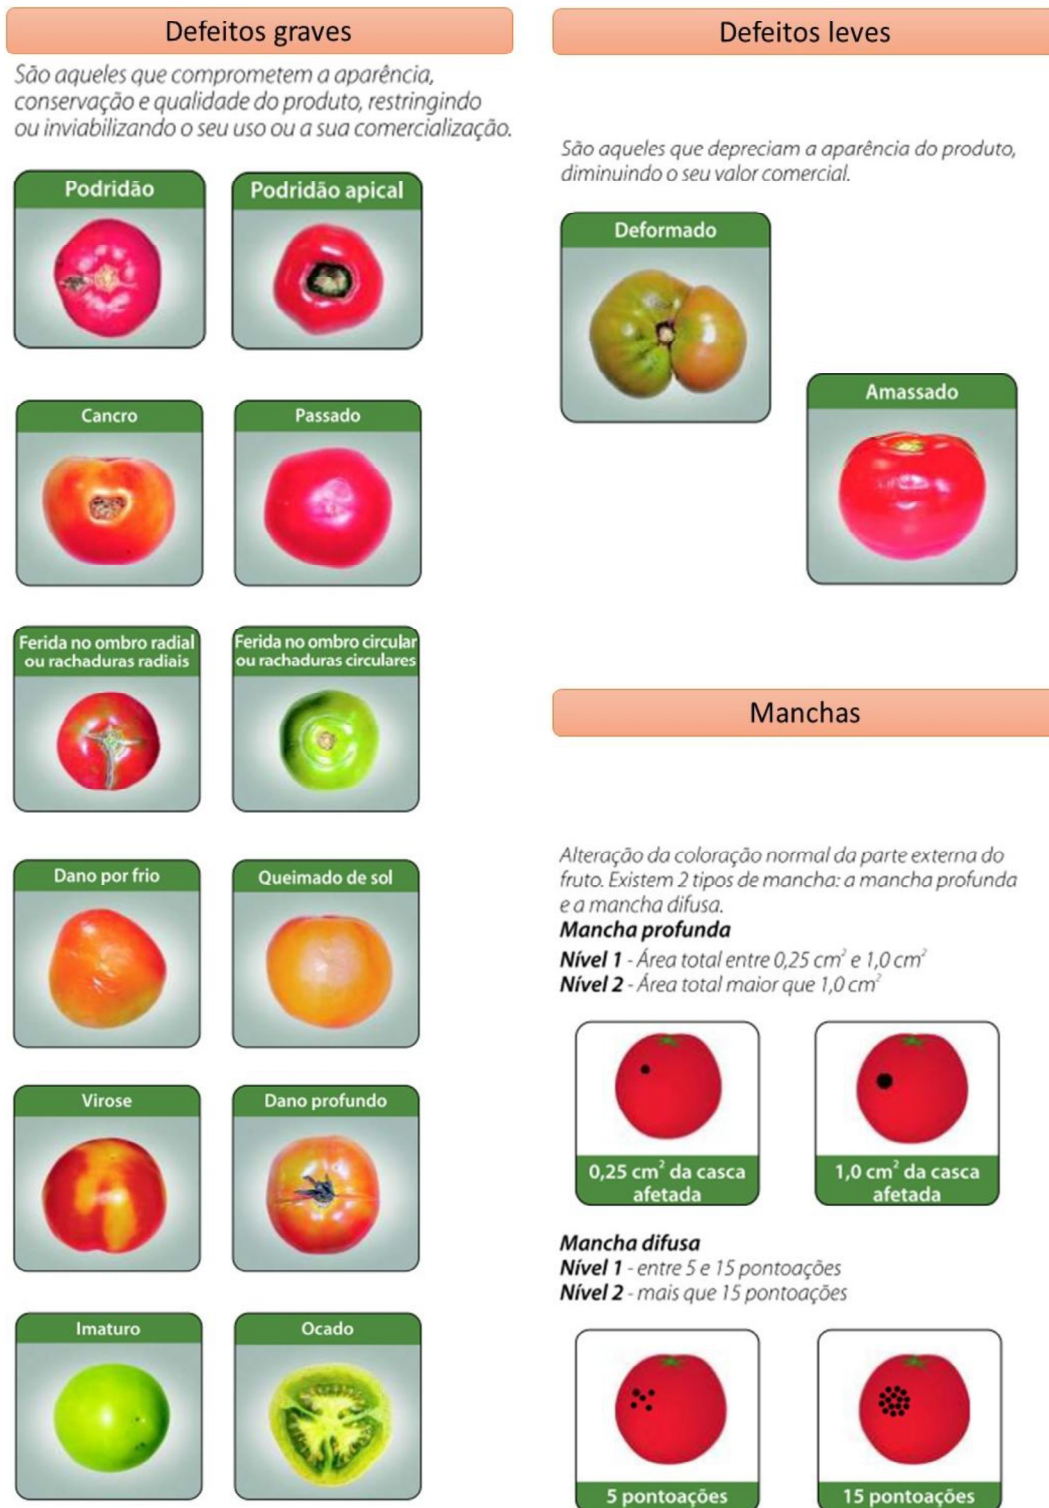 Defeitos graves
São aqueles que comprometem a aparência,
conservação e qualidade do produto, restringindo
ou inviabilizando o seu uso ou a sua comercialização.
Podridão
Podridão apical
Cancro
Passado
Ferida no ombro radial
ou rachaduras radiais
Ferida no ombro circular
ou rachaduras circulares
Dano por frio
Queimado de sol
Virose
Dano profundo
Imaturo
Ocado
Defeitos leves
São aqueles que depreciam a aparência do produto,
diminuindo o seu valor comercial.
Deformado
Amassado
Manchas
Alteração da coloração normal da parte externa do
fruto. Existem 2 tipos de mancha: a mancha profunda
e a mancha difusa.
Mancha profunda
Nível 1 - Área total entre 0,25 cm² e 1,0 cm²
Nível 2 - Área total maior que 1,0 cm²
0,25 cm² da casca
afetada
1,0 cm² da casca
afetada
Mancha difusa
Nível 1 - entre 5 e 15 pontoações
Nível 2 - mais que 15 pontoações
5 pontoações
15 pontoações